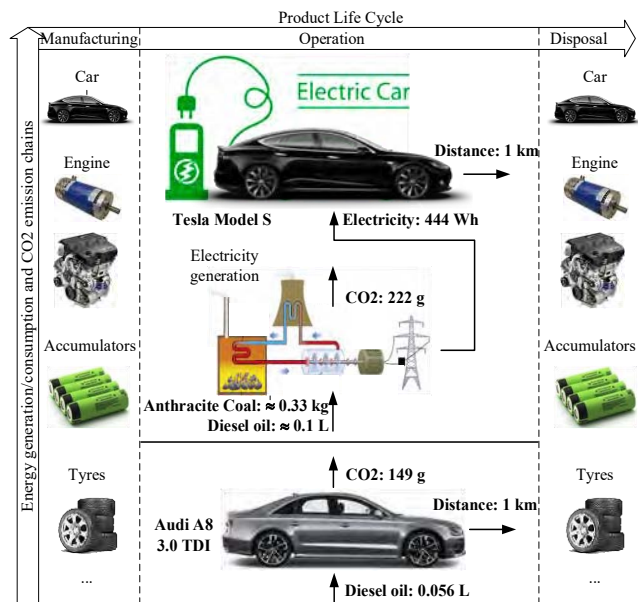 Product Life Cycle
Manufacturing
Operation
Disposal
Energy generation/consumption and CO2 emission chains
Car
Engine
Accumulators
Tyres
...
Electric Car
Distance: 1 km
Tesla Model S
Electricity: 444 Wh
Electricity
generation
CO2: 222 g
Anthracite Coal: ≈ 0.33 kg
Diesel oil: ≈ 0.1 L
CO2: 149 g
Distance: 1 km
Audi A8
3.0 TDI
Diesel oil: 0.056 L
Car
Engine
Accumulators
Tyres
...